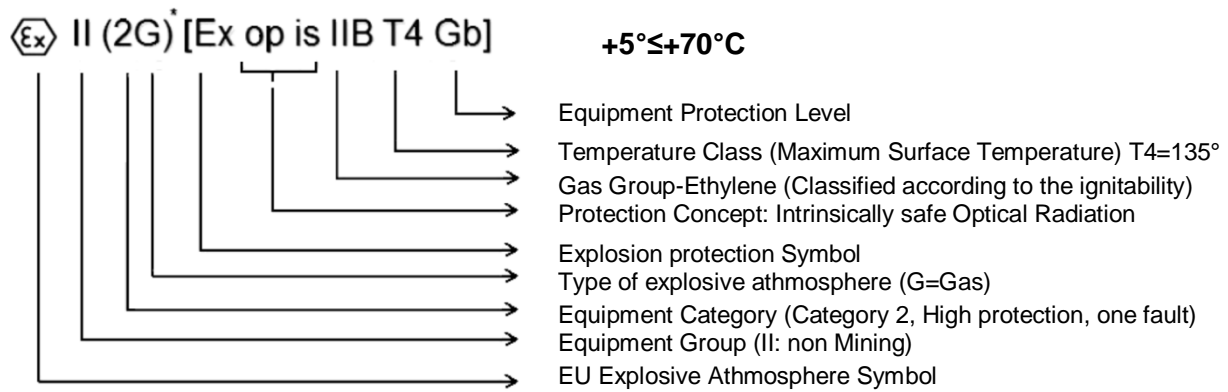 Ex II (2G)* [Ex op is IIB T4 Gb] +5°≤+70°C
Equipment Protection Level
Temperature Class (Maximum Surface Temperature) T4=135°
Gas Group-Ethylene (Classified according to the ignitability)
Protection Concept: Intrinsically safe Optical Radiation
Explosion protection Symbol
Type of explosive athmosphere (G=Gas)
Equipment Category (Category 2, High protection, one fault)
Equipment Group (II: non Mining)
EU Explosive Athmosphere Symbol